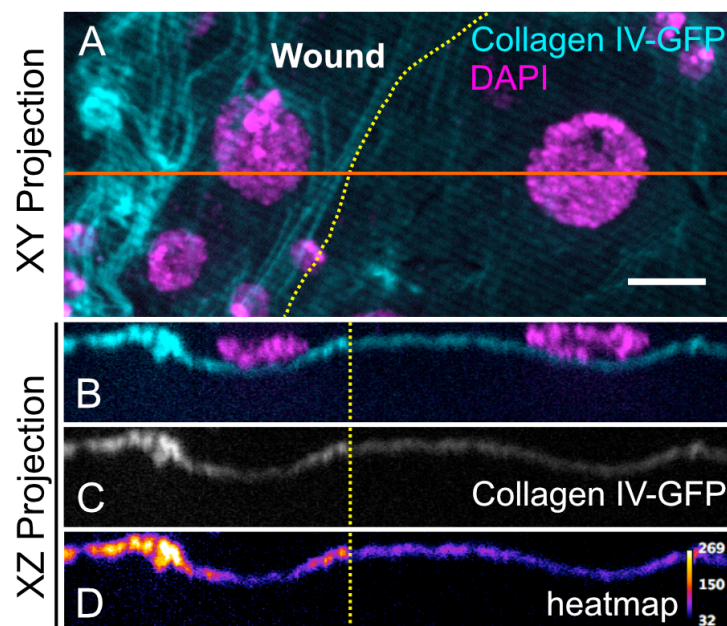 XY Projection
A
Wound
Collagen IV-GFP
DAPI
XZ Projection
B
C
Collagen IV-GFP
D
heatmap
269
150
32